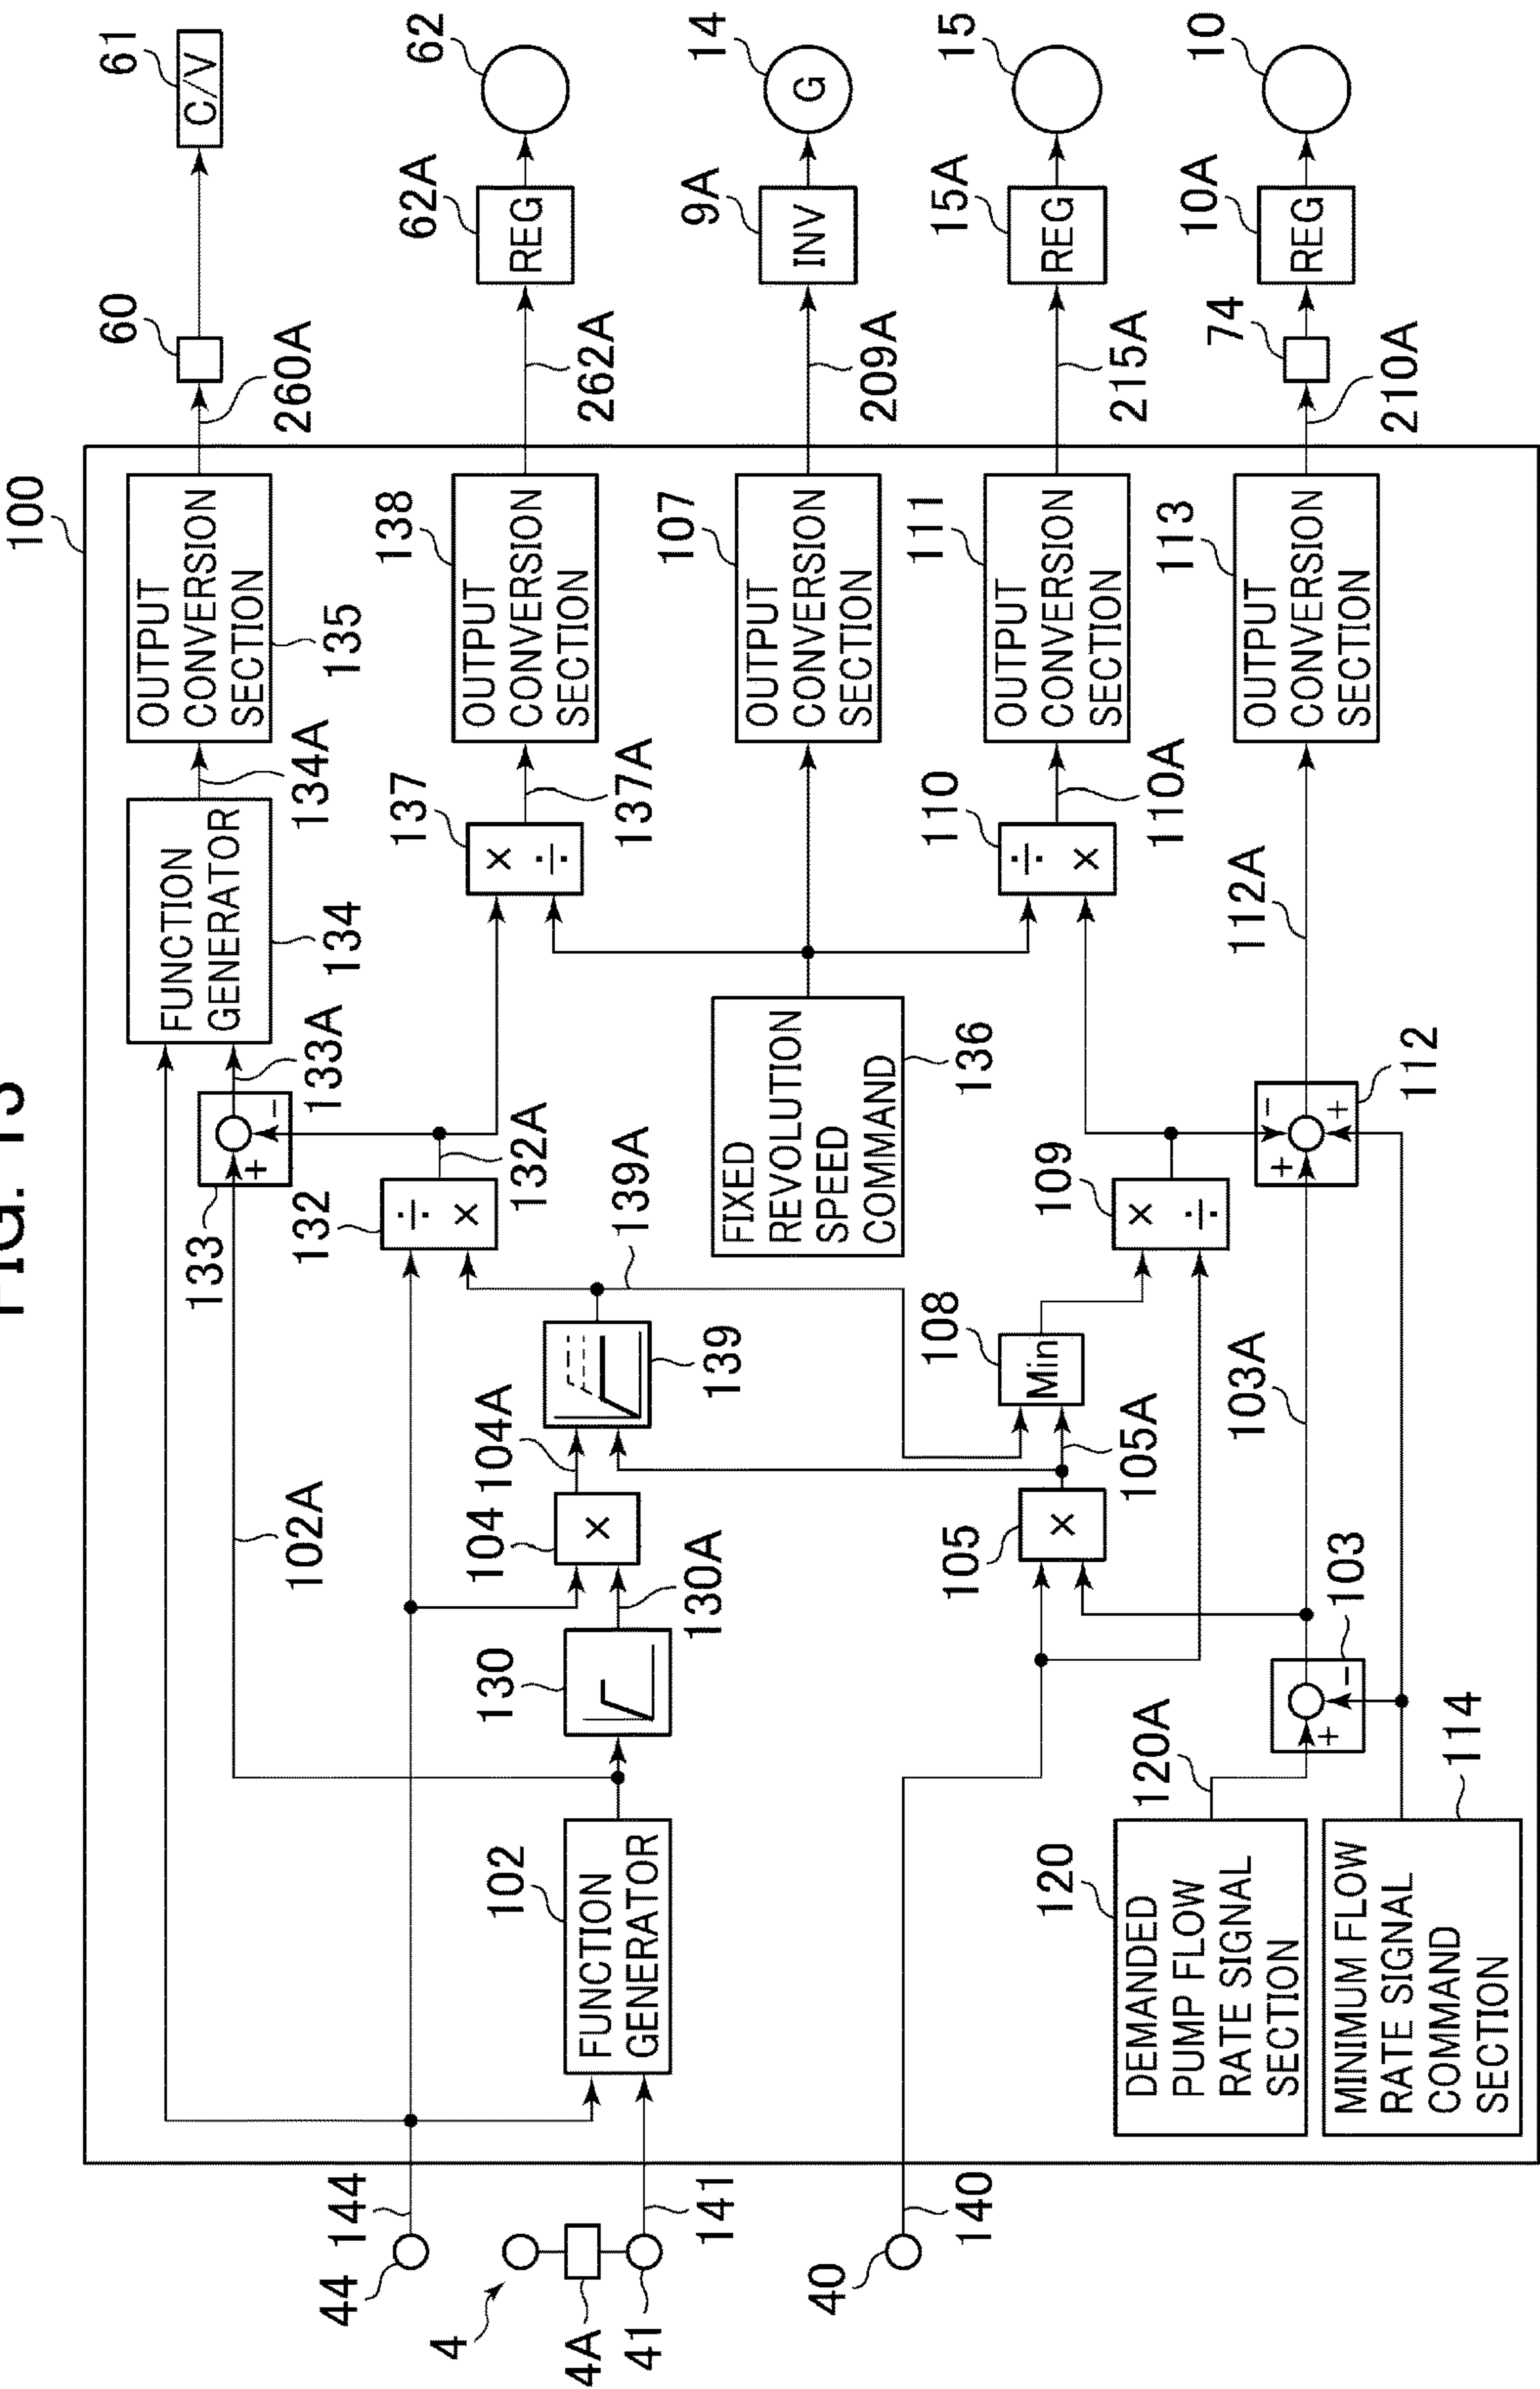 FIG.
100
61
C/V
60
260A
OUTPUT
CONVERSION
SECTION
135
134A
FUNCTION
GENERATOR
134
133A
133
+
-
102A
44
144
132
÷
×
132A
137
×
÷
137A
138
OUTPUT
CONVERSION
SECTION
262A
62A
REG
62
4
4A
41
141
102
FUNCTION
GENERATOR
130
130A
104
×
104A
139
139A
FIXED
REVOLUTION
SPEED
COMMAND
136
107
OUTPUT
CONVERSION
SECTION
209A
9A
INV
14
G
40
140
105
×
105A
108
Min
109
×
÷
110
÷
×
110A
111
OUTPUT
CONVERSION
SECTION
215A
15A
REG
15
120
DEMANDED
PUMP FLOW
RATE SIGNAL
SECTION
120A
103
+
-
103A
112
+
-
+
112A
113
OUTPUT
CONVERSION
SECTION
210A
74
10A
REG
10
MINIMUM FLOW
RATE SIGNAL
COMMAND
SECTION
114